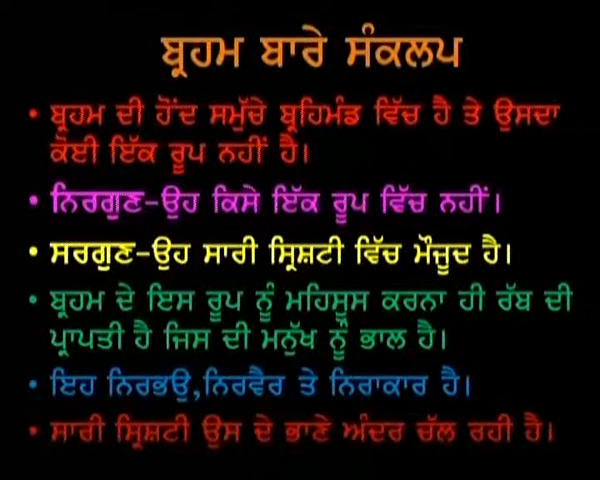 ਬ੍ਰਹਮ ਬਾਰੇ ਸੰਕਲਪ
• ਬ੍ਰਹਮ ਦੀ ਹੋਂਦ ਸਮੁੱਚੇ ਬ੍ਰਹਿਮੰਡ ਵਿੱਚ ਹੈ ਤੇ ਉਸਦਾ
ਕੋਈ ਇੱਕ ਰੂਪ ਨਹੀਂ ਹੈ।
• ਨਿਰਗੁਣ-ਉਹ ਕਿਸੇ ਇੱਕ ਰੂਪ ਵਿੱਚ ਨਹੀਂ।
• ਸਰਗੁਣ-ਉਹ ਸਾਰੀ ਸ੍ਰਿਸ਼ਟੀ ਵਿੱਚ ਮੌਜੂਦ ਹੈ।
• ਬ੍ਰਹਮ ਦੇ ਇਸ ਰੂਪ ਨੂੰ ਮਹਿਸੂਸ ਕਰਨਾ ਹੀ ਰੱਬ ਦੀ
ਪ੍ਰਾਪਤੀ ਹੈ ਜਿਸ ਦੀ ਮਨੁੱਖ ਨੂੰ ਭਾਲ ਹੈ।
• ਇਹ ਨਿਰਭਉ,ਨਿਰਵੈਰ ਤੇ ਨਿਰਾਕਾਰ ਹੈ।
• ਸਾਰੀ ਸ੍ਰਿਸ਼ਟੀ ਉਸ ਦੇ ਭਾਣੇ ਅੰਦਰ ਚੱਲ ਰਹੀ ਹੈ।